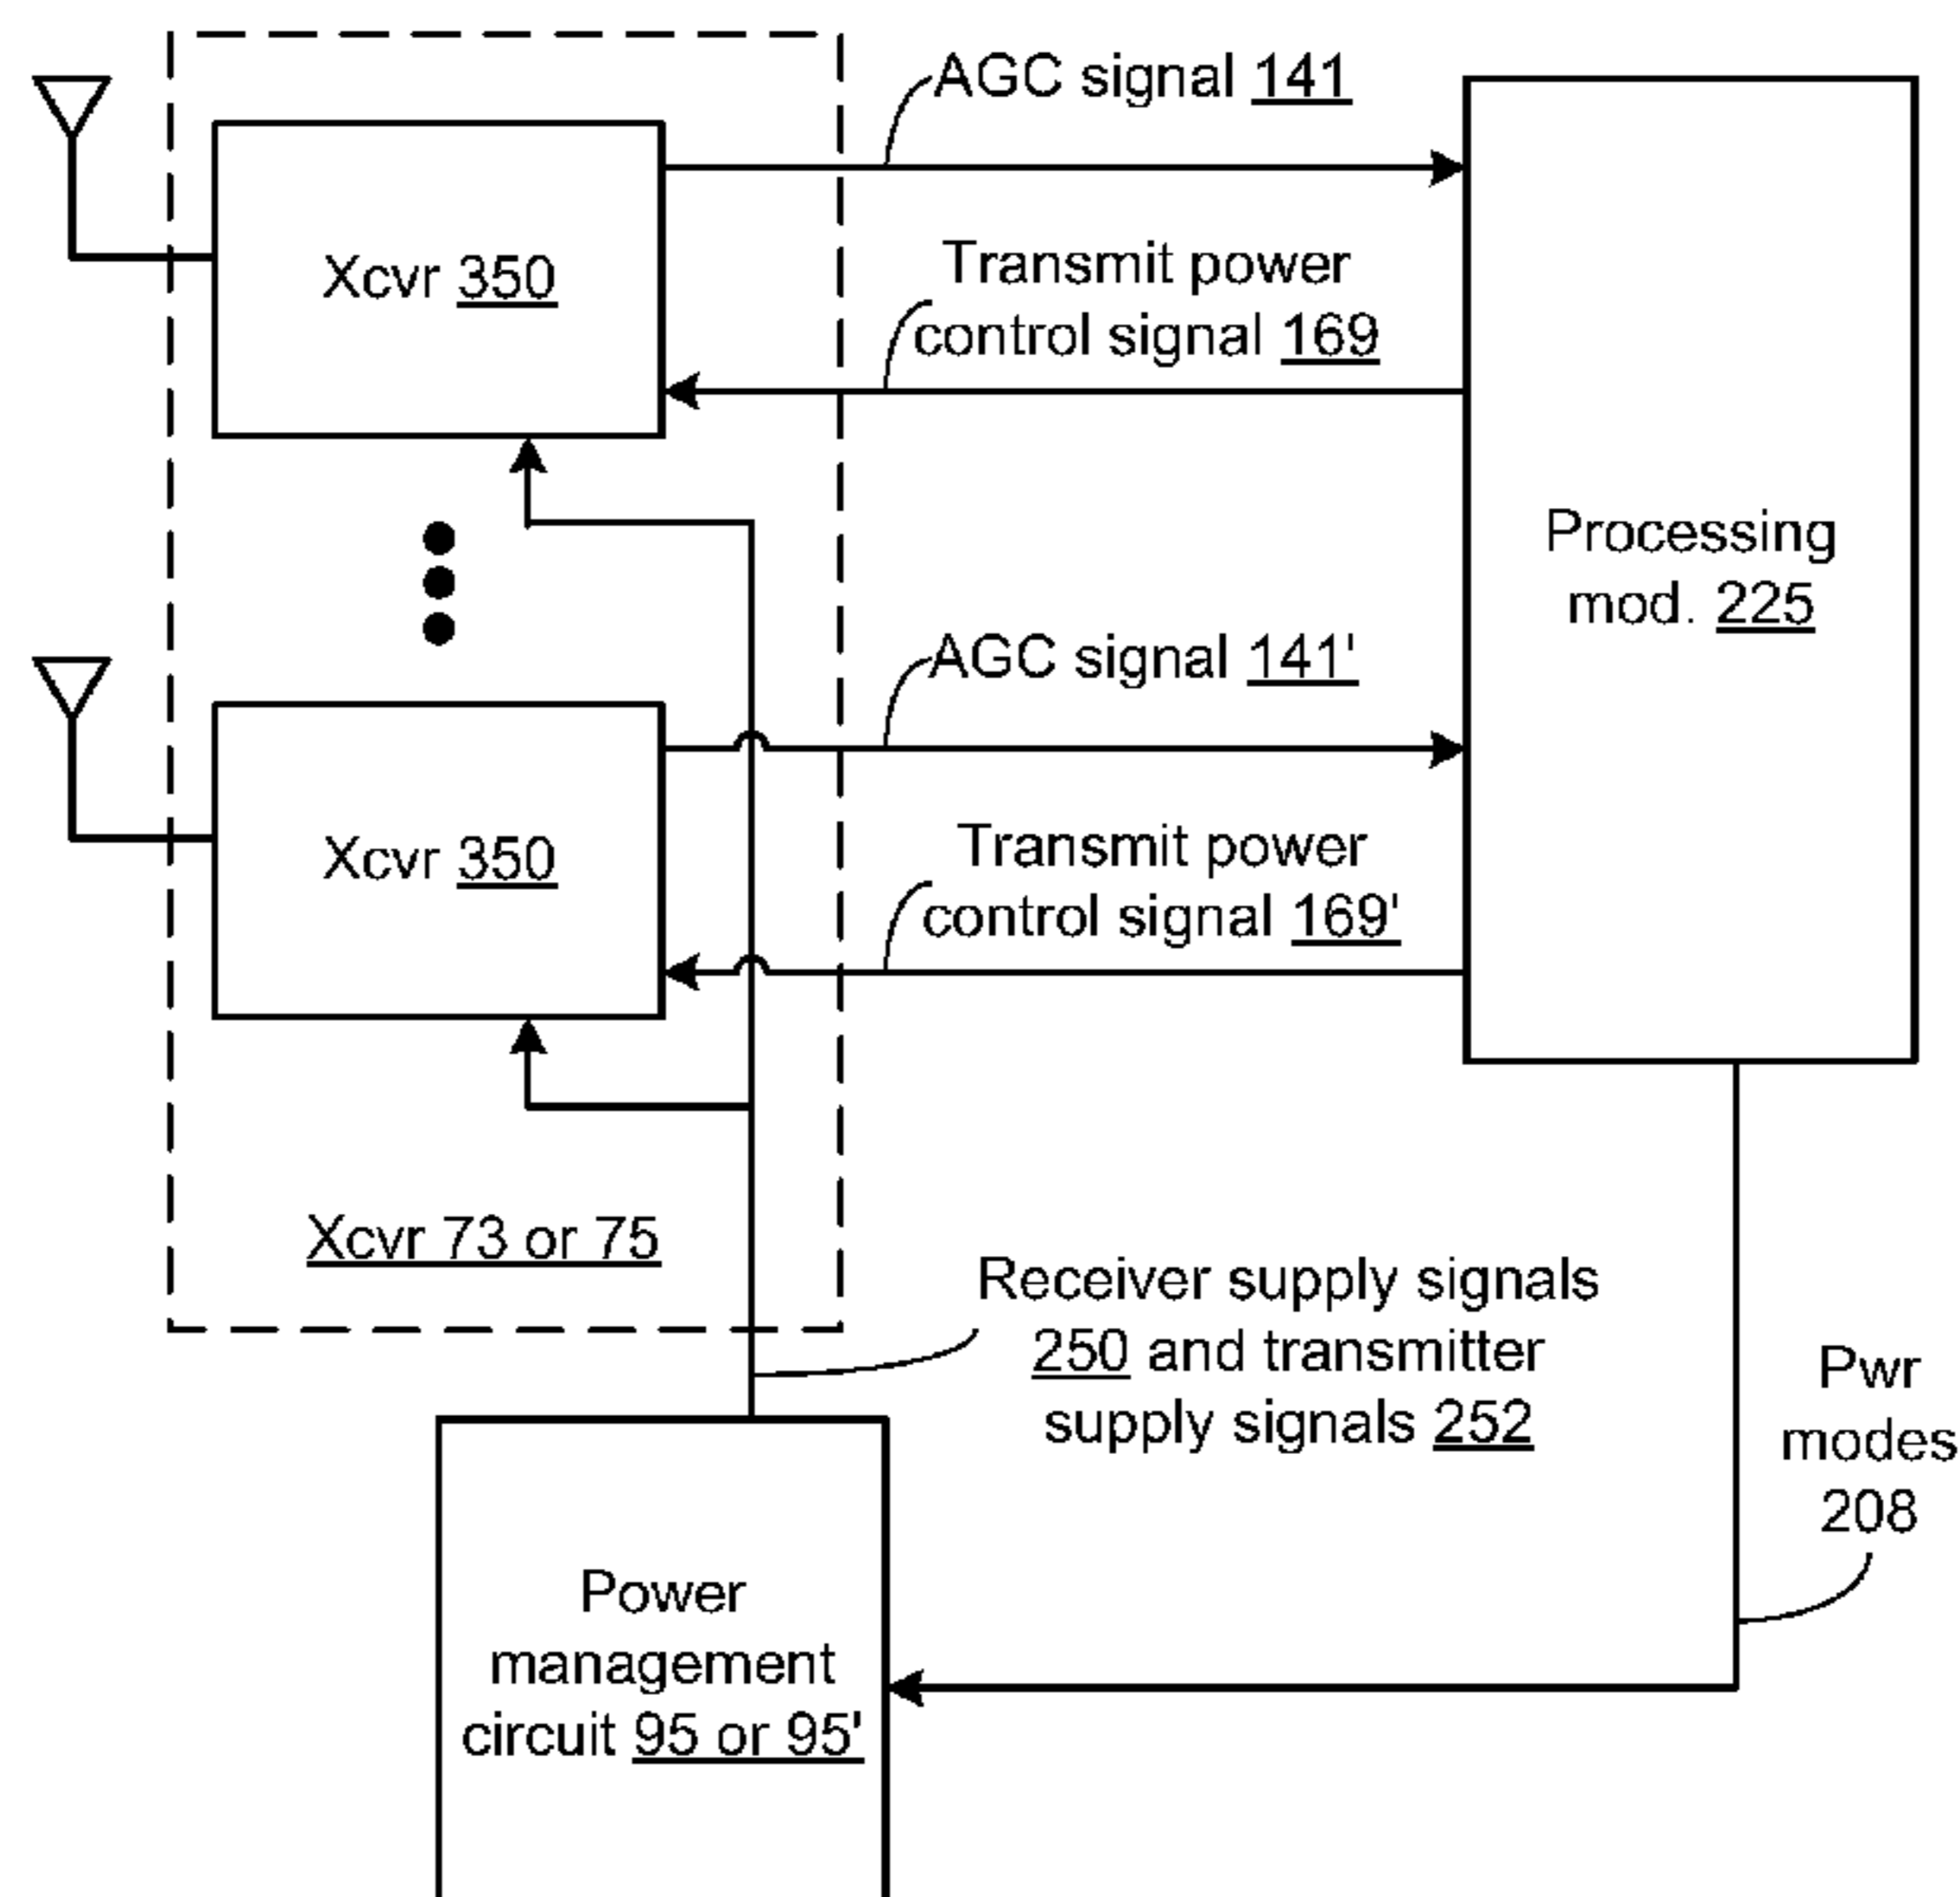 AGC signal 141
Xcvr 350
Transmit power
control signal 169
Processing
mod. 225
AGC signal 141'
Xcvr 350
Transmit power
control signal 169'
Xcvr 73 or 75
Receiver supply signals
250 and transmitter
supply signals 252
Pwr
modes
208
Power
management
circuit 95 or 95'